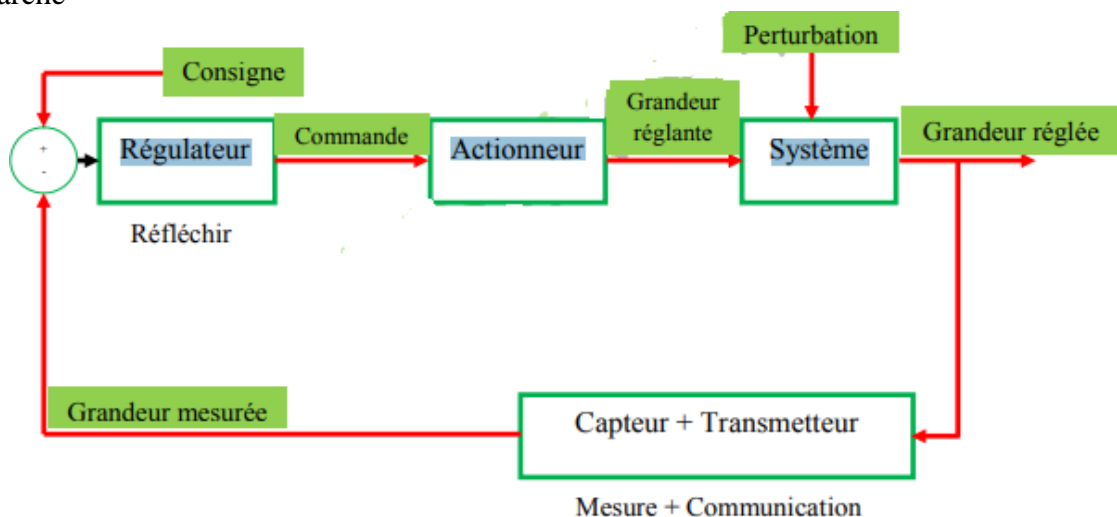 Perturbation
Consigne
+
-
Régulateur
Commande
Actionneur
Grandeur
réglante
Système
Grandeur réglée
Réfléchir
Grandeur mesurée
Capteur + Transmetteur
Mesure + Communication